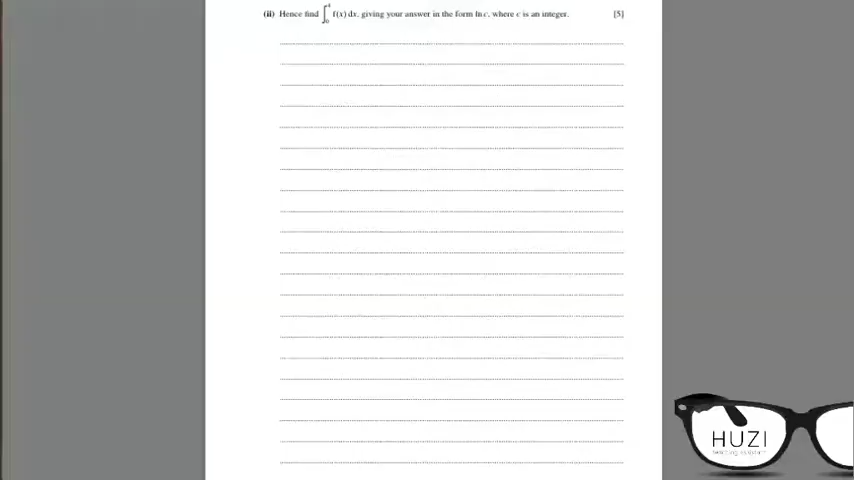 (ii) Hence find ∫₀⁴ f(x) dx, giving your answer in the form ln c, where c is an integer. [5]
HUZI